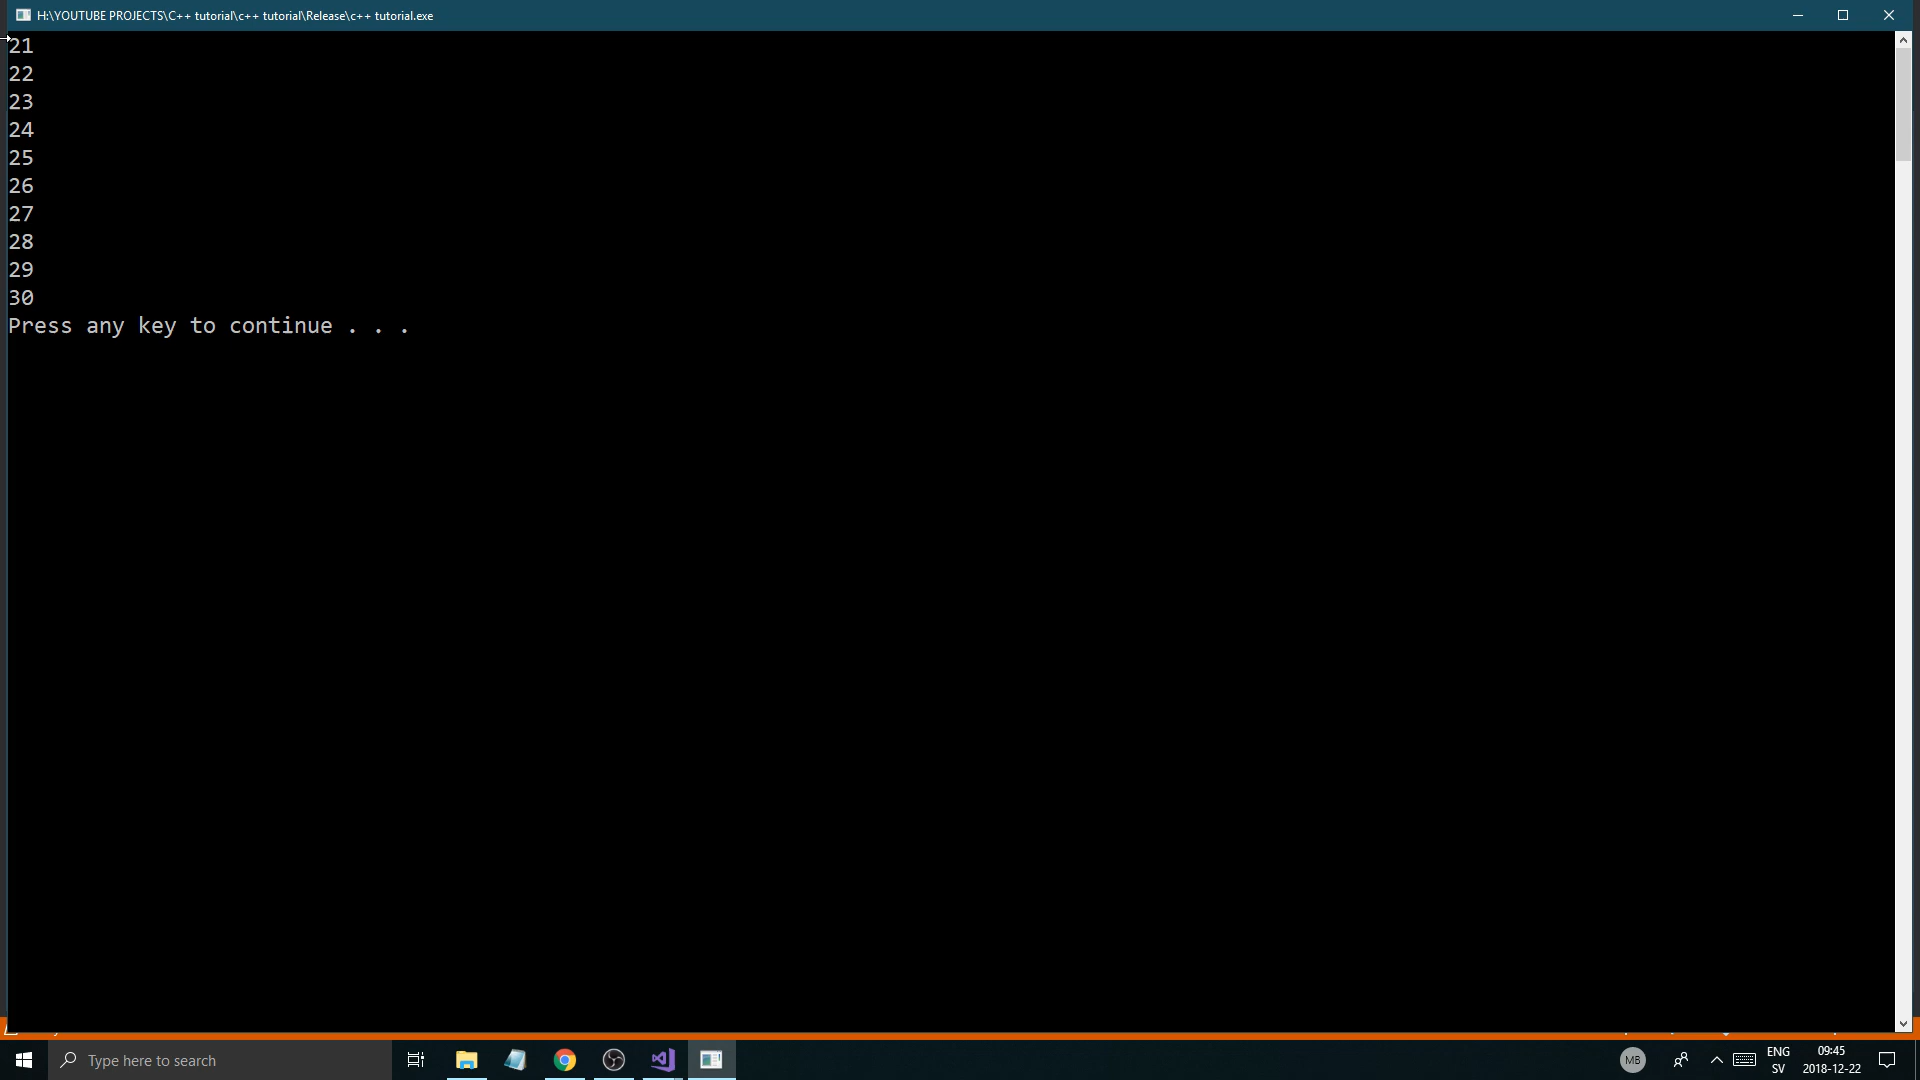 H:\YOUTUBE PROJECTS\C++ tutorial\c++ tutorial\Release\c++ tutorial.exe
21
22
23
24
25
26
27
28
29
30
Press any key to continue . . .
Type here to search
MB
ENG
SV
09:45
2018-12-22